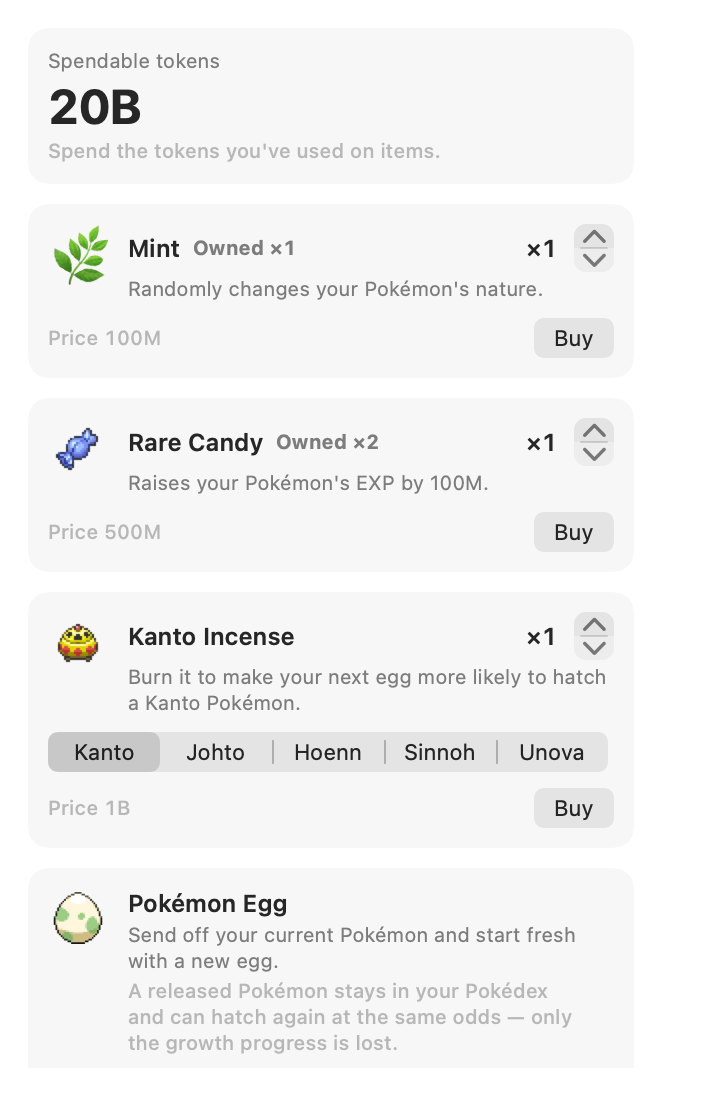 Spendable tokens
20B
Spend the tokens you've used on items.
Mint Owned ×1 ×1
Randomly changes your Pokémon's nature.
Price 100M Buy
Rare Candy Owned ×2 ×1
Raises your Pokémon's EXP by 100M.
Price 500M Buy
Kanto Incense ×1
Burn it to make your next egg more likely to hatch
a Kanto Pokémon.
Kanto Johto Hoenn Sinnoh Unova
Price 1B Buy
Pokémon Egg
Send off your current Pokémon and start fresh
with a new egg.
A released Pokémon stays in your Pokédex
and can hatch again at the same odds — only
the growth progress is lost.